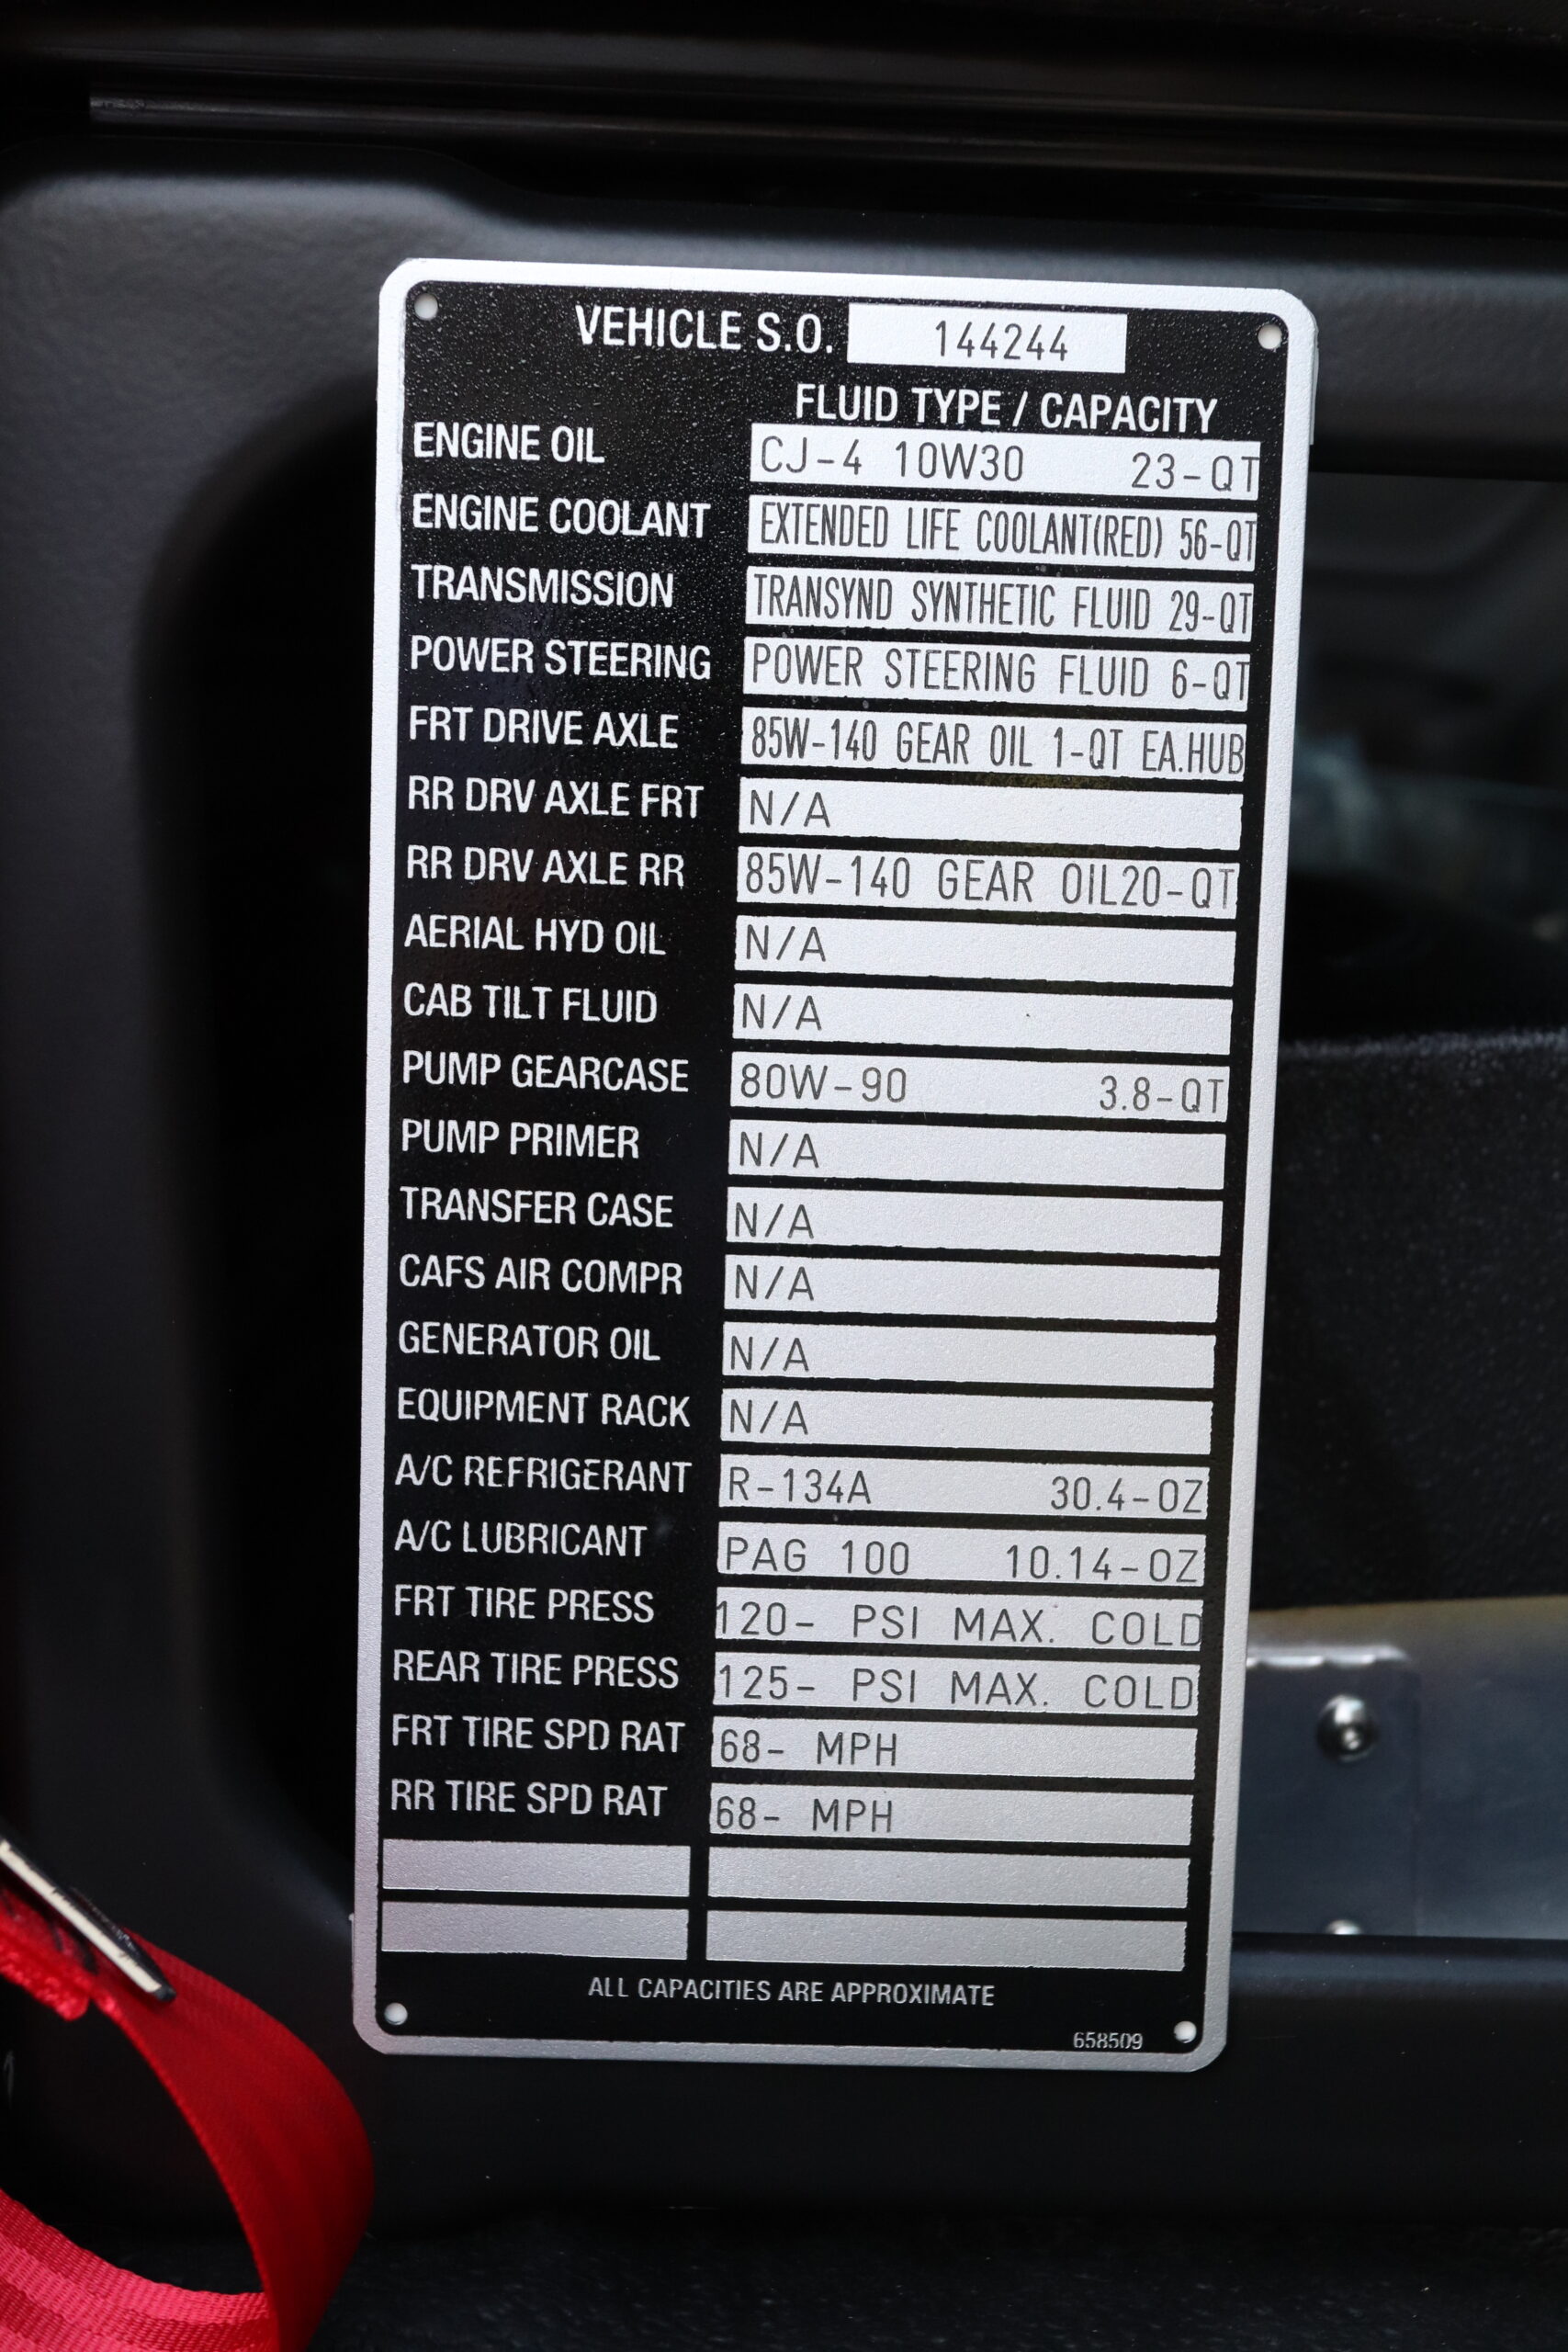 VEHICLE S.O. 144244
FLUID TYPE / CAPACITY
ENGINE OIL CJ-4 10W30 23-QT
ENGINE COOLANT EXTENDED LIFE COOLANT(RED) 56-QT
TRANSMISSION TRANSYND SYNTHETIC FLUID 29-QT
POWER STEERING POWER STEERING FLUID 6-QT
FRT DRIVE AXLE 85W-140 GEAR OIL 1-QT EA.HUB
RR DRV AXLE FRT N/A
RR DRV AXLE RR 85W-140 GEAR OIL20-QT
AERIAL HYD OIL N/A
CAB TILT FLUID N/A
PUMP GEARCASE 80W-90 3.8-QT
PUMP PRIMER N/A
TRANSFER CASE N/A
CAFS AIR COMPR N/A
GENERATOR OIL N/A
EQUIPMENT RACK N/A
A/C REFRIGERANT R-134A 30.4-OZ
A/C LUBRICANT PAG 100 10.14-OZ
FRT TIRE PRESS 120- PSI MAX. COLD
REAR TIRE PRESS 125- PSI MAX. COLD
FRT TIRE SPD RAT 68- MPH
RR TIRE SPD RAT 68- MPH
ALL CAPACITIES ARE APPROXIMATE
658509